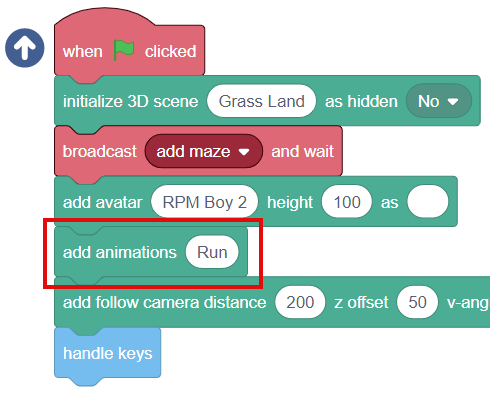 when clicked
initialize 3D scene Grass Land as hidden No
broadcast add maze and wait
add avatar RPM Boy 2 height 100 as
add animations Run
add follow camera distance 200 z offset 50 v-ang
handle keys